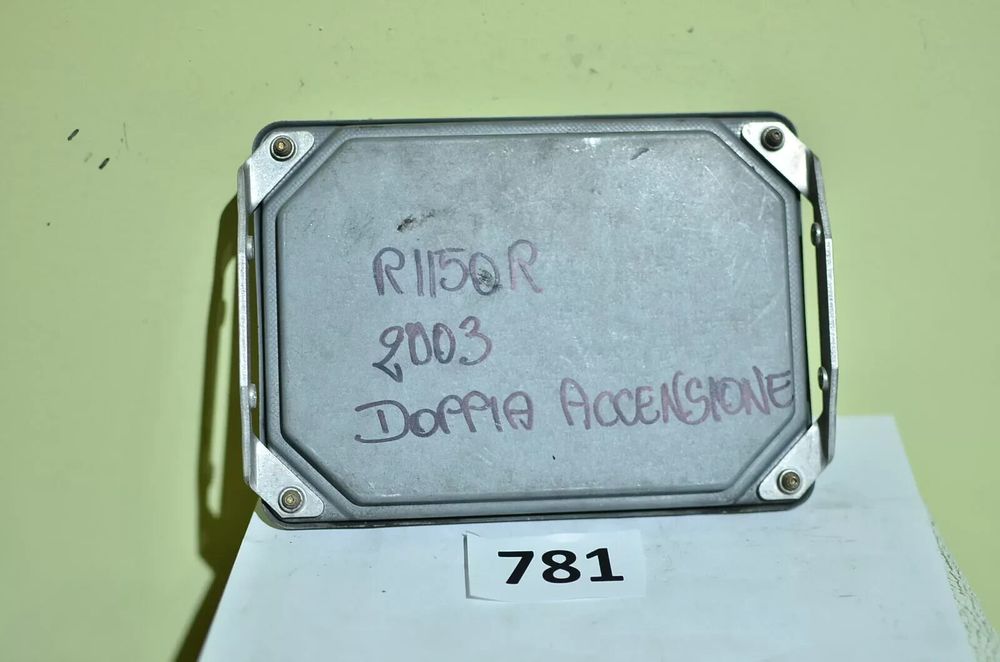 R1150R
2003
DOPPIA ACCENSIONE
781